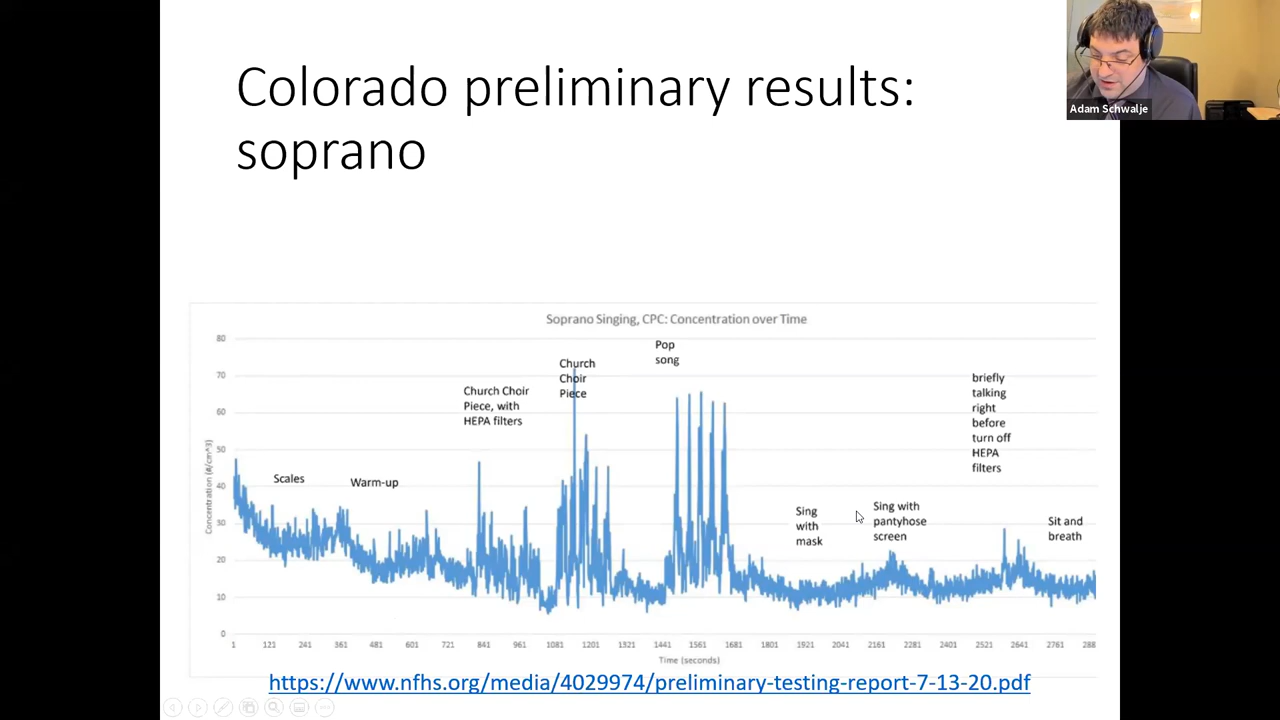 Colorado preliminary results:
soprano
Adam Schwalje
Soprano Singing, CPC: Concentration over Time
80
70
60
50
40
30
20
10
0
Concentration (#/cm^3)
Scales
Warm-up
Church Choir
Piece, with
HEPA filters
Church
Choir
Piece
Pop
song
Sing
with
mask
Sing with
pantyhose
screen
briefly
talking
right
before
turn off
HEPA
filters
Sit and
breath
1 121 241 361 481 601 721 841 961 1081 1201 1321 1441 1561 1681 1801 1921 2041 2161 2281 2401 2521 2641 2761 288
Time (seconds)
https://www.nfhs.org/media/4029974/preliminary-testing-report-7-13-20.pdf